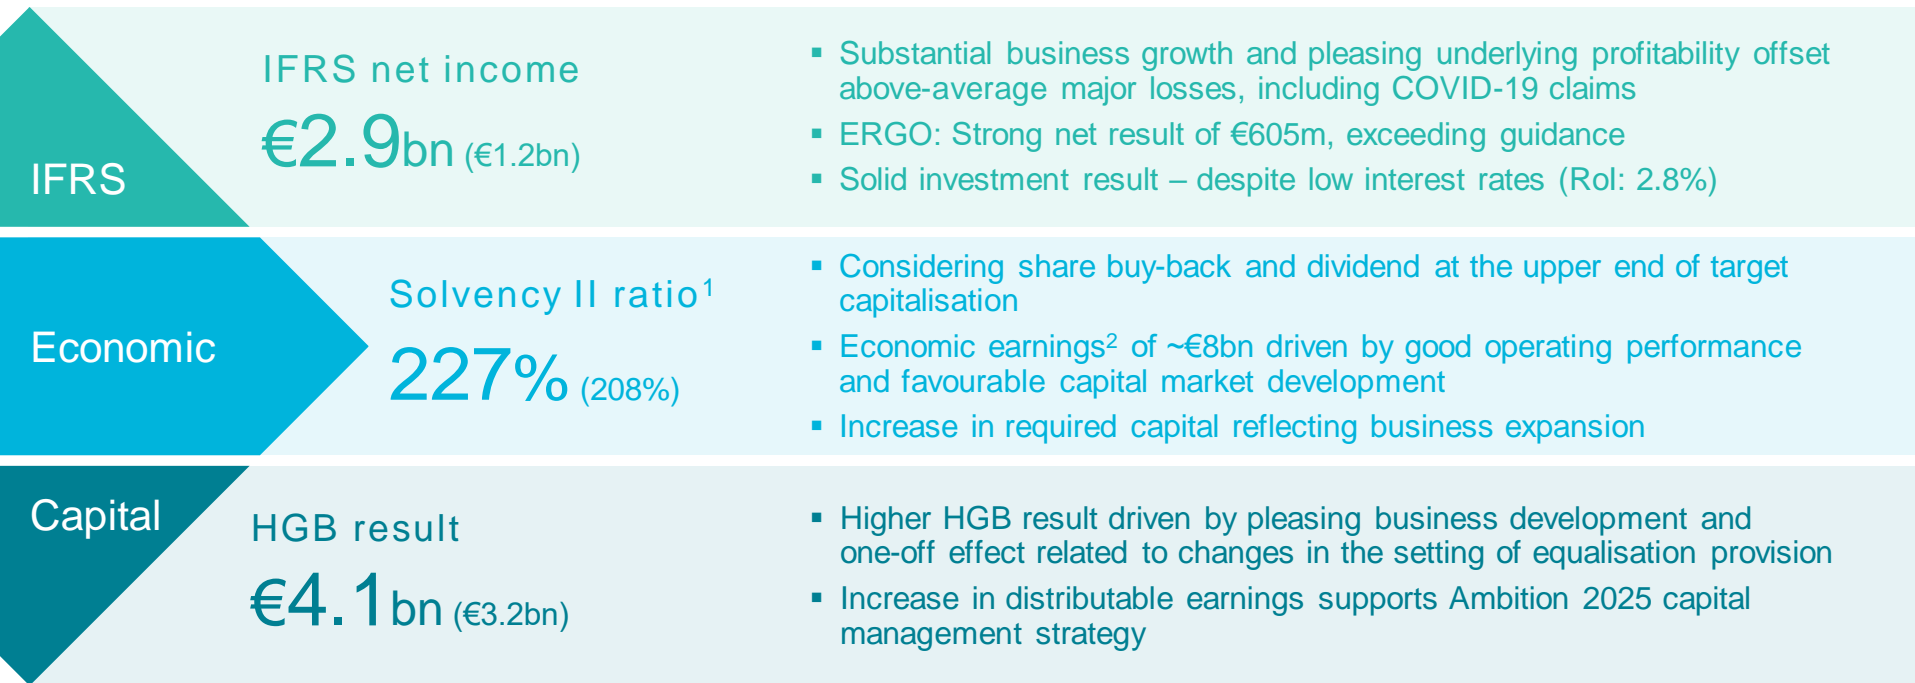 IFRS
IFRS net income
€2.9bn (€1.2bn)
▪ Substantial business growth and pleasing underlying profitability offset
above-average major losses, including COVID-19 claims
▪ ERGO: Strong net result of €605m, exceeding guidance
▪ Solid investment result – despite low interest rates (RoI: 2.8%)
Economic
Solvency II ratio¹
227% (208%)
▪ Considering share buy-back and dividend at the upper end of target
capitalisation
▪ Economic earnings² of ~€8bn driven by good operating performance
and favourable capital market development
▪ Increase in required capital reflecting business expansion
Capital
HGB result
€4.1bn (€3.2bn)
▪ Higher HGB result driven by pleasing business development and
one-off effect related to changes in the setting of equalisation provision
▪ Increase in distributable earnings supports Ambition 2025 capital
management strategy